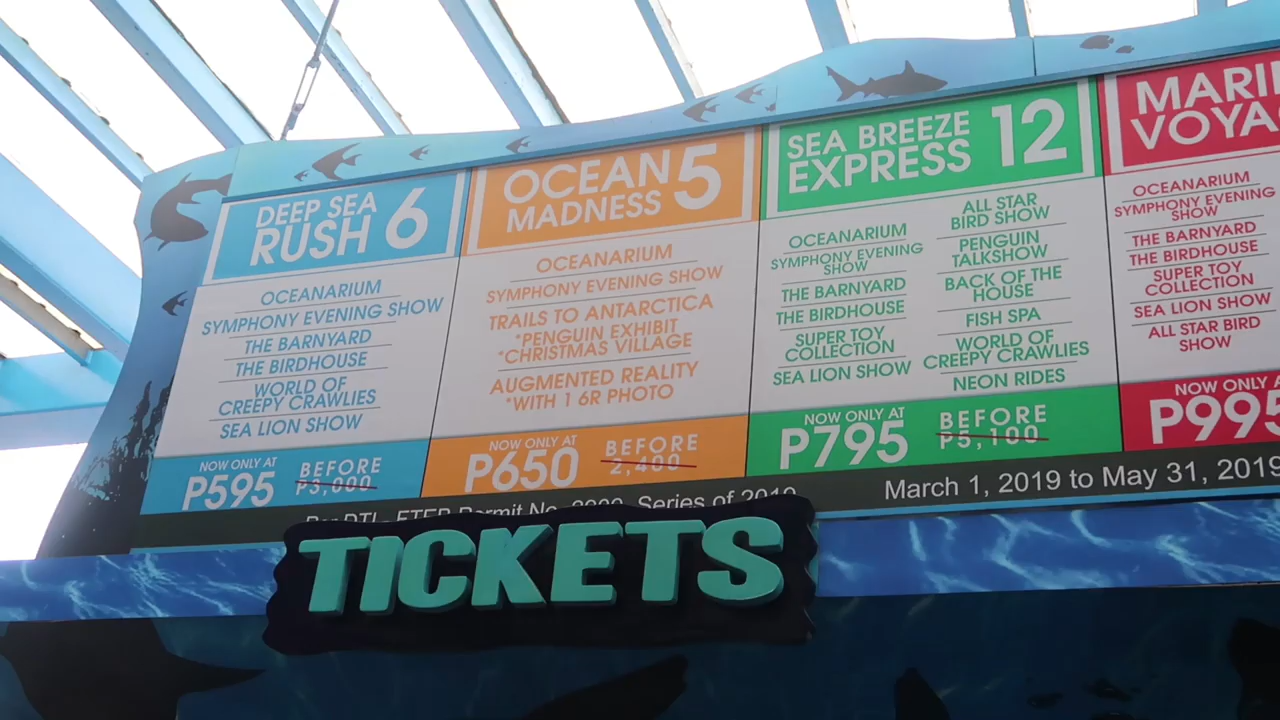 DEEP SEA
RUSH 6
OCEANARIUM
SYMPHONY EVENING SHOW
THE BARNYARD
THE BIRDHOUSE
WORLD OF
CREEPY CRAWLIES
SEA LION SHOW
NOW ONLY AT
P595
BEFORE
P3,000
OCEAN
MADNESS 5
OCEANARIUM
SYMPHONY EVENING SHOW
TRAILS TO ANTARCTICA
*PENGUIN EXHIBIT
*CHRISTMAS VILLAGE
AUGMENTED REALITY
*WITH 1 6R PHOTO
NOW ONLY AT
P650
BEFORE
2,400
SEA BREEZE
EXPRESS 12
OCEANARIUM
SYMPHONY EVENING
SHOW
THE BARNYARD
THE BIRDHOUSE
SUPER TOY
COLLECTION
SEA LION SHOW
ALL STAR
BIRD SHOW
PENGUIN
TALKSHOW
BACK OF THE
HOUSE
FISH SPA
WORLD OF
CREEPY CRAWLIES
NEON RIDES
NOW ONLY AT
P795
BEFORE
P5,100
OCEANARIUM
SYMPHONY EVENING
SHOW
THE BARNYARD
THE BIRDHOUSE
SUPER TOY
COLLECTION
SEA LION SHOW
ALL STAR BIRD
SHOW
NOW ONLY A
P995
Permit No. Series of 2019
March 1, 2019 to May 31, 2019
TICKETS